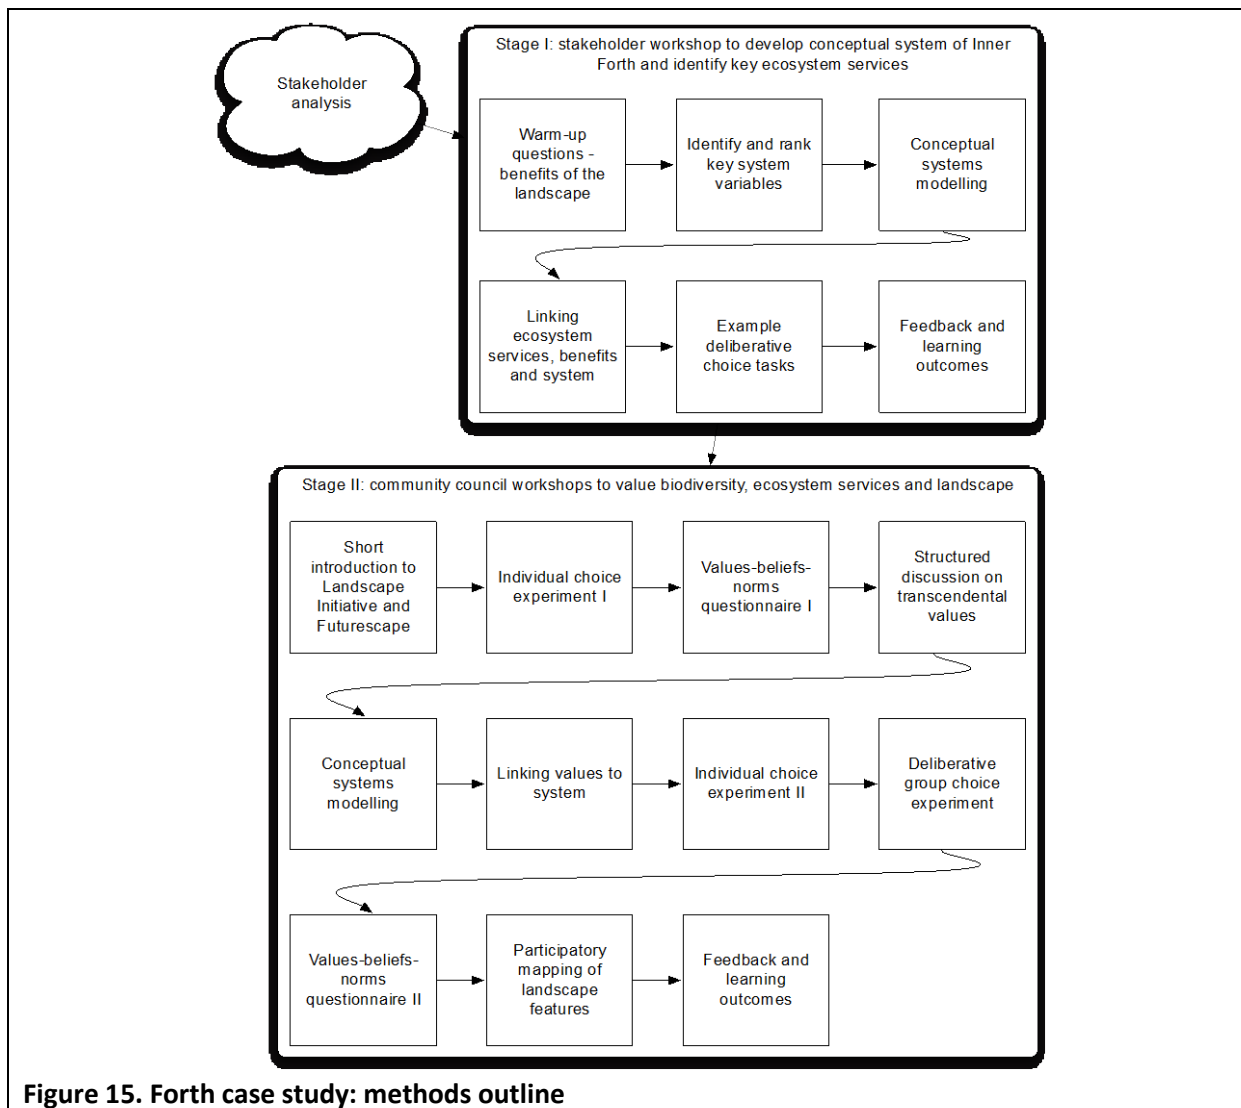 Stakeholder
analysis
Stage I: stakeholder workshop to develop conceptual system of Inner
Forth and identify key ecosystem services
Warm-up
questions -
benefits of the
landscape
Identify and rank
key system
variables
Conceptual
systems
modelling
Linking
ecosystem
services, benefits
and system
Example
deliberative
choice tasks
Feedback and
learning
outcomes
Stage II: community council workshops to value biodiversity, ecosystem services and landscape
Short
introduction to
Landscape
Initiative and
Futurescape
Individual choice
experiment I
Values-beliefs-
norms
questionnaire I
Structured
discussion on
transcendental
values
Conceptual
systems
modelling
Linking values to
system
Individual choice
experiment II
Deliberative
group choice
experiment
Values-beliefs-
norms
questionnaire II
Participatory
mapping of
landscape
features
Feedback and
learning
outcomes
Figure 15. Forth case study: methods outline